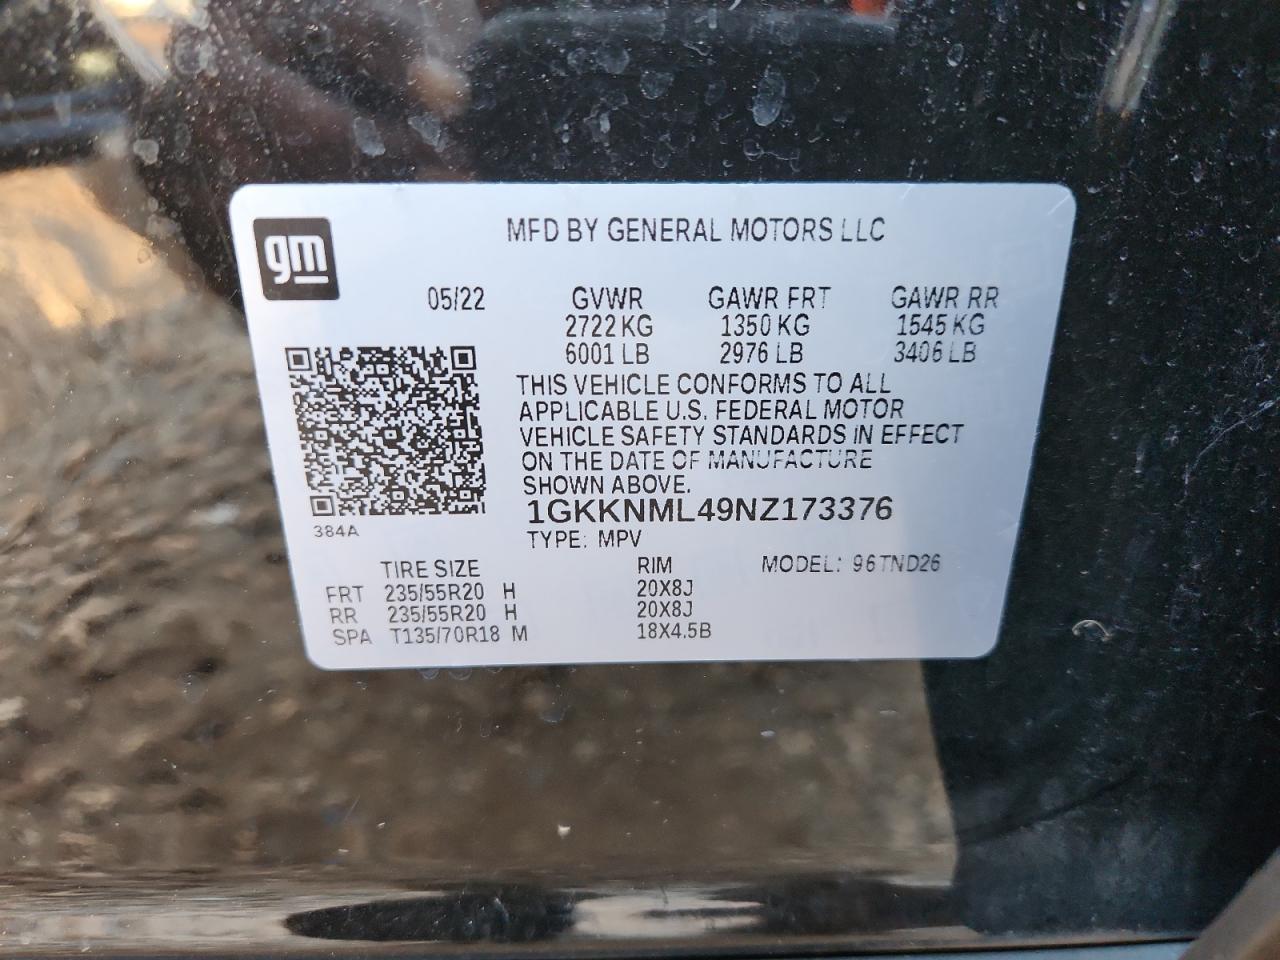 MFD BY GENERAL MOTORS LLC
gm
05/22 GVWR GAWR FRT GAWR RR
2722 KG 1350 KG 1545 KG
6001 LB 2976 LB 3406 LB
THIS VEHICLE CONFORMS TO ALL
APPLICABLE U.S. FEDERAL MOTOR
VEHICLE SAFETY STANDARDS IN EFFECT
ON THE DATE OF MANUFACTURE
SHOWN ABOVE.
1GKKNML49NZ173376
384A
TYPE: MPV
TIRE SIZE RIM MODEL: 96TND26
FRT 235/55R20 H 20X8J
RR 235/55R20 H 20X8J
SPA T135/70R18 M 18X4.5B